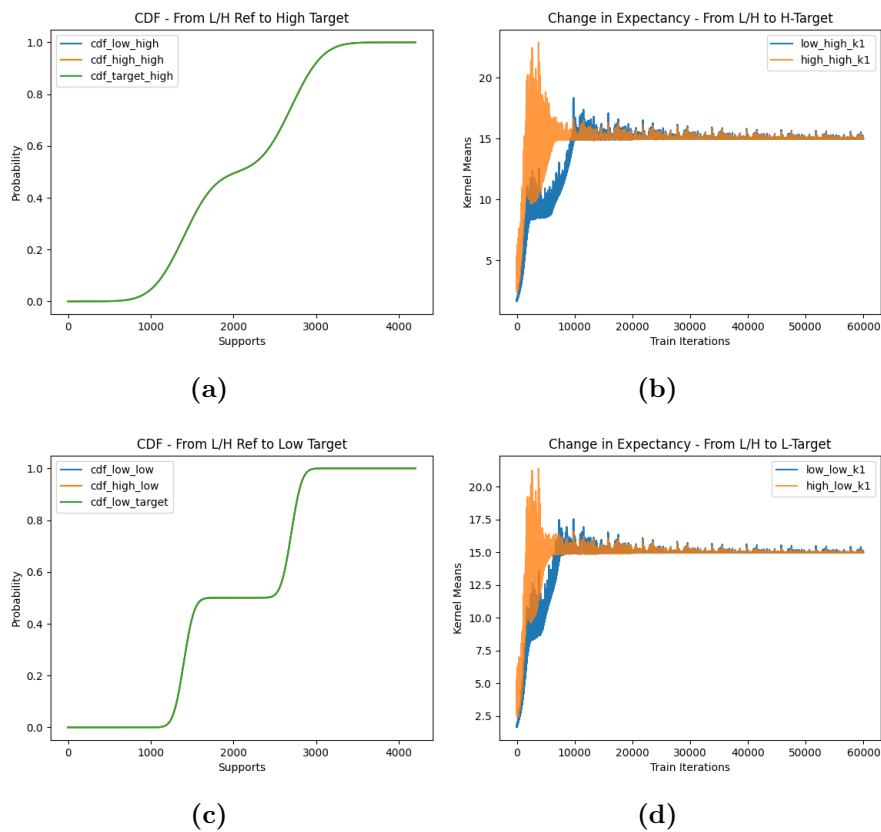 CDF - From L/H Ref to High Target
1.0
0.8
0.6
0.4
0.2
0.0
Probability
cdf_low_high
cdf_high_high
cdf_target_high
0
1000
2000
3000
4000
Supports
(a)
Change in Expectancy - From L/H to H-Target
20
15
10
5
Kernel Means
low_high_k1
high_high_k1
0
10000
20000
30000
40000
50000
60000
Train Iterations
(b)
CDF - From L/H Ref to Low Target
1.0
0.8
0.6
0.4
0.2
0.0
Probability
cdf_low_low
cdf_high_low
cdf_low_target
0
1000
2000
3000
4000
Supports
(c)
Change in Expectancy - From L/H to L-Target
20.0
17.5
15.0
12.5
10.0
7.5
5.0
2.5
Kernel Means
low_low_k1
high_low_k1
0
10000
20000
30000
40000
50000
60000
Train Iterations
(d)